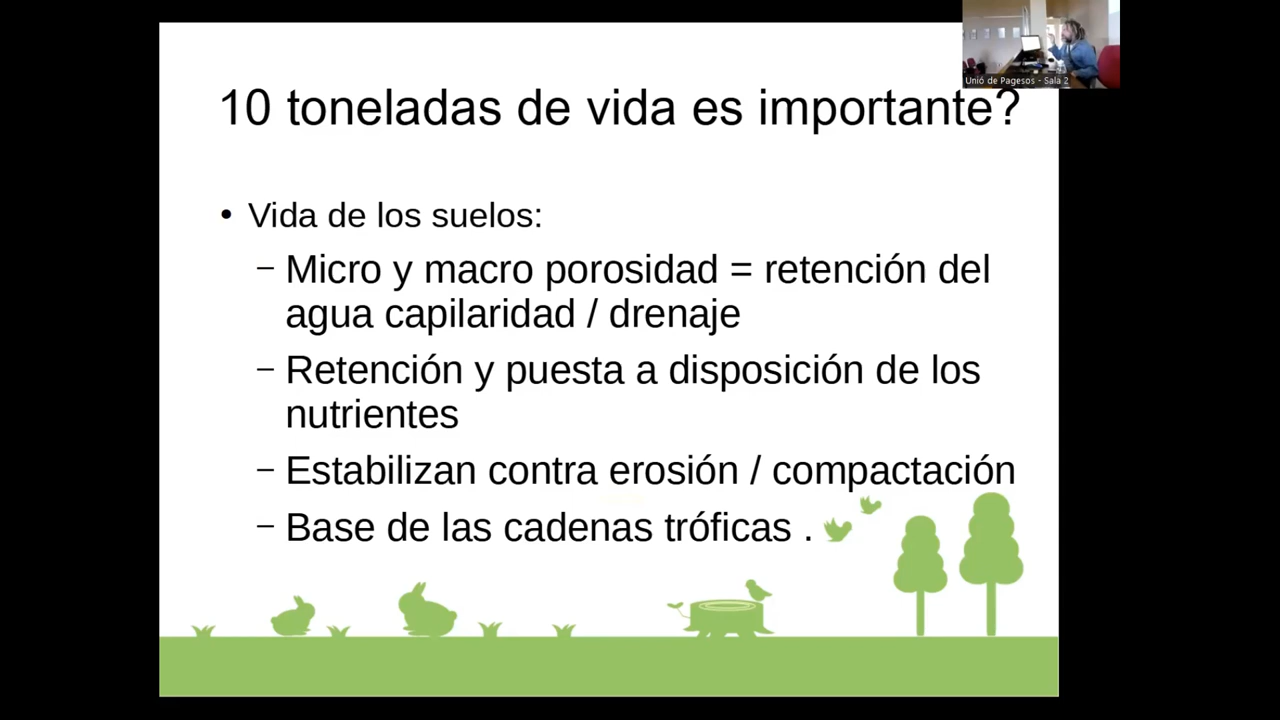 Unió de Pagesos - Sala 2
10 toneladas de vida es importante?
• Vida de los suelos:
– Micro y macro porosidad = retención del
agua capilaridad / drenaje
– Retención y puesta a disposición de los
nutrientes
– Estabilizan contra erosión / compactación
– Base de las cadenas tróficas .